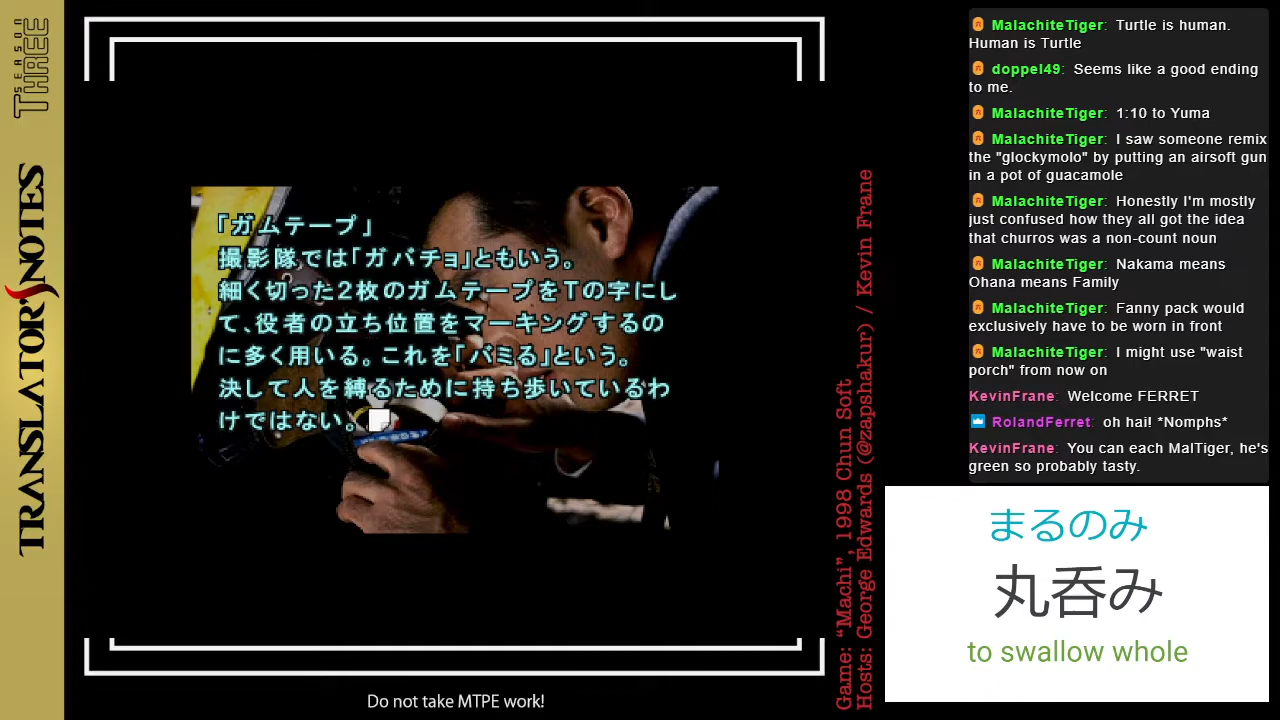 SEASON
THREE
TRANSLATOR'S NOTES
「ガムテープ」
撮影隊では「ガバチョ」ともいう。
細く切った2枚のガムテープをTの字にし
て、役者の立ち位置をマーキングするの
に多く用いる。これを「バミる」という。
決して人を縛るために持ち歩いているわ
けではない。
Do not take MTPE work!
Game: “Machi”, 1998 Chun Soft
Hosts: George Edwards (@zapshakur) / Kevin Frane
MalachiteTiger: Turtle is human.
Human is Turtle
doppel49: Seems like a good ending
to me.
MalachiteTiger: 1:10 to Yuma
MalachiteTiger: I saw someone remix
the "glockymolo" by putting an airsoft gun
in a pot of guacamole
MalachiteTiger: Honestly I'm mostly
just confused how they all got the idea
that churros was a non-count noun
MalachiteTiger: Nakama means
Ohana means Family
MalachiteTiger: Fanny pack would
exclusively have to be worn in front
MalachiteTiger: I might use "waist
porch" from now on
KevinFrane: Welcome FERRET
RolandFerret: oh hai! *Nomphs*
KevinFrane: You can each MalTiger, he's
green so probably tasty.
まるのみ
丸呑み
to swallow whole